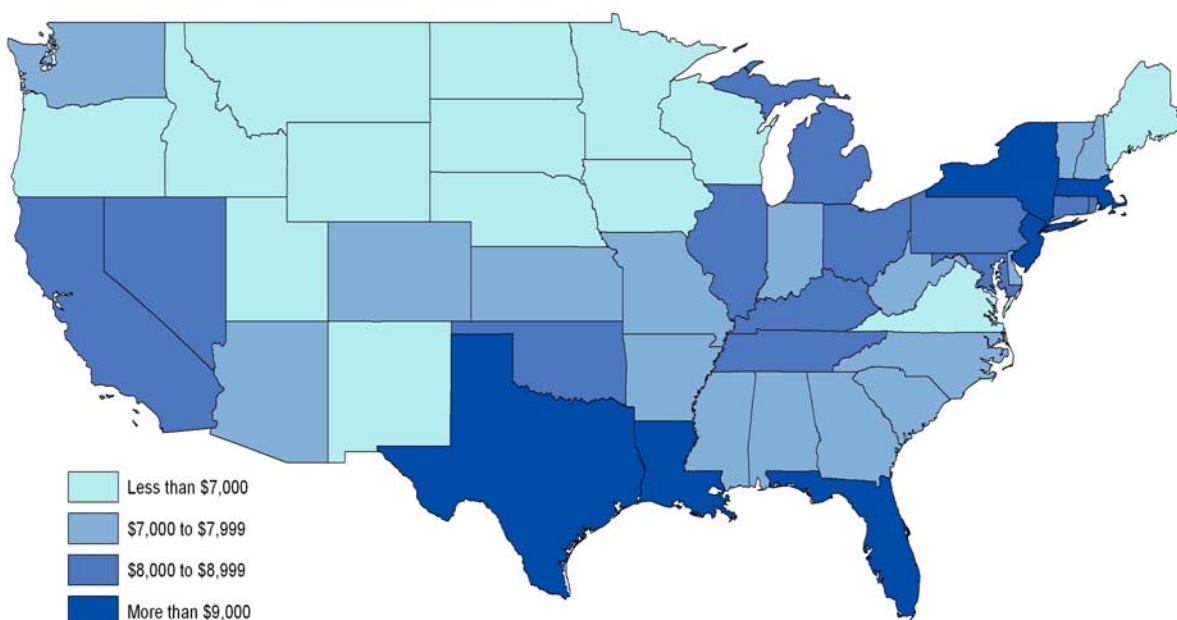 Less than $7,000
$7,000 to $7,999
$8,000 to $8,999
More than $9,000